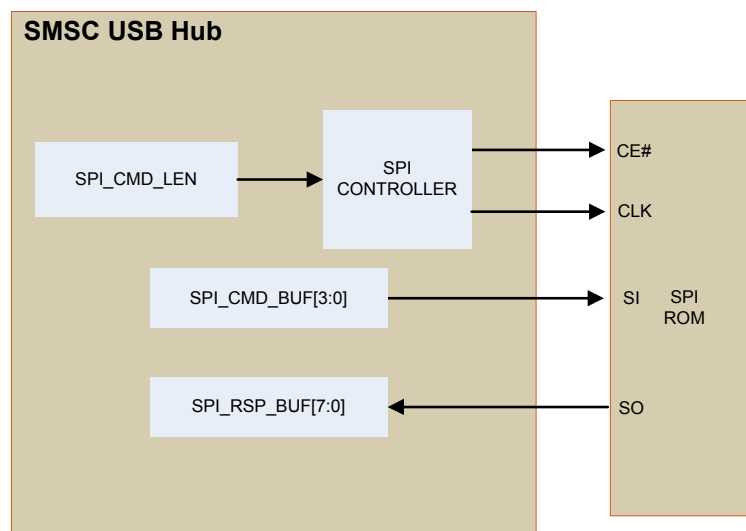 SMSC USB Hub
SPI_CMD_LEN
SPI
CONTROLLER
CE#
CLK
SPI_CMD_BUF[3:0]
SI
SPI
ROM
SPI_RSP_BUF[7:0]
SO